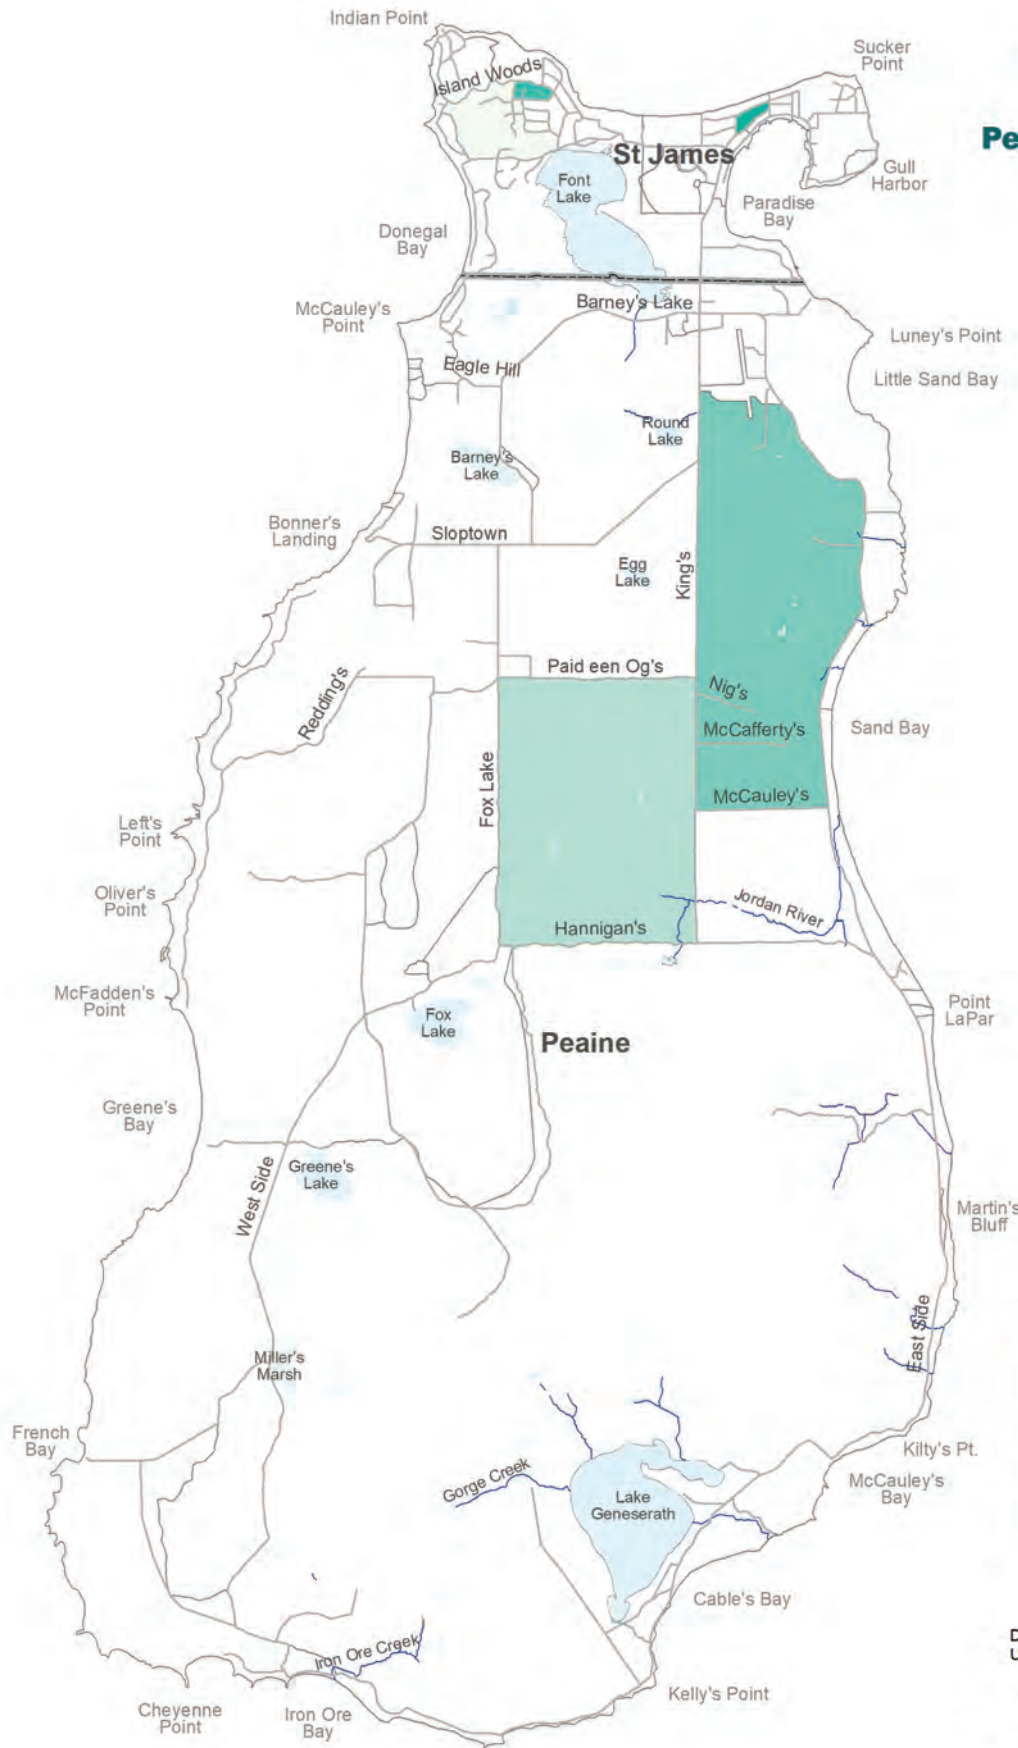 Indian Point
Sucker
Point
Island Woods
Pe
St James
Gull
Harbor
Font
Lake
Paradise
Bay
Donegal
Bay
McCauley's
Point
Barney's Lake
Luney's Point
Eagle Hill
Little Sand Bay
Round
Lake
Barney's
Lake
Bonner's
Landing
Sloptown
Egg
Lake
King's
Paid een Og's
Nig's
Redding's
McCafferty's
Sand Bay
Fox Lake
McCauley's
Left's
Point
Oliver's
Point
Jordan River
Hannigan's
McFadden's
Point
Point
LaPar
Fox
Lake
Peaine
Greene's
Bay
Greene's
Lake
West Side
Martin's
Bluff
East Side
Miller's
Marsh
French
Bay
Kilty's Pt.
McCauley's
Bay
Gorge Creek
Lake
Geneserath
Cable's Bay
D
U
Iron Ore Creek
Kelly's Point
Cheyenne
Point
Iron Ore
Bay